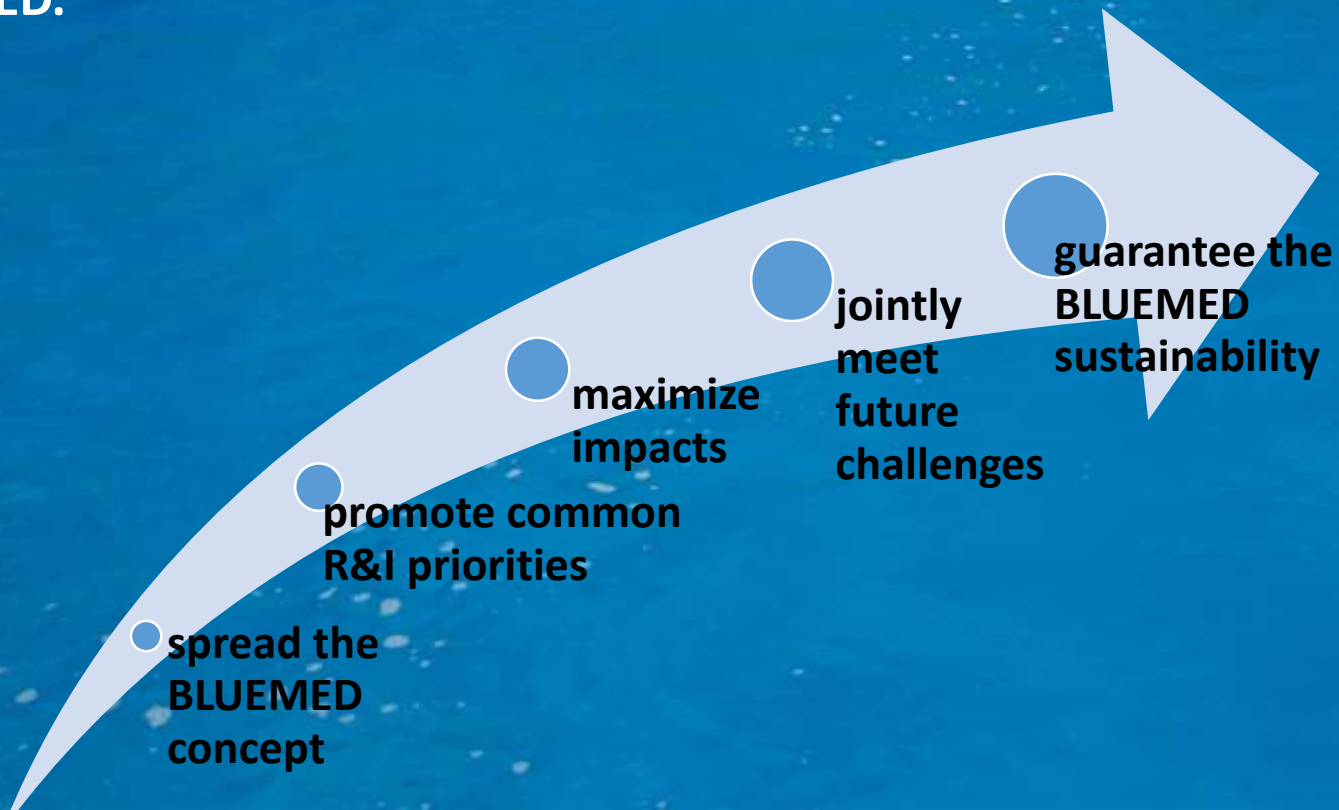 ED.
spread the
BLUEMED
concept
promote common
R&I priorities
maximize
impacts
jointly
meet
future
challenges
guarantee the
BLUEMED
sustainability